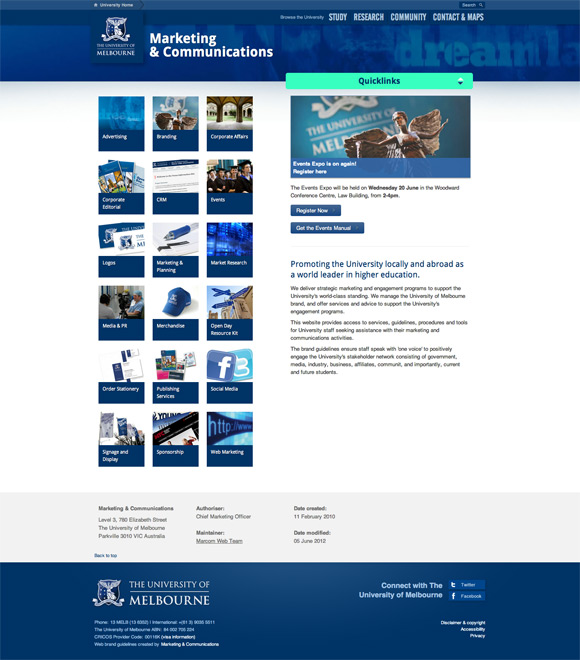 University Home
Search
THE UNIVERSITY OF
MELBOURNE
Marketing
& Communications
Browse the University STUDY RESEARCH COMMUNITY CONTACT & MAPS
dreamla
Quicklinks
Advertising
Branding
Corporate Affairs
Corporate
Editorial
CRM
Events
Logos
Marketing &
Planning
Market Research
Media & PR
Merchandise
Open Day
Resource Kit
Order Stationery
Publishing
Services
Social Media
Signage and
Display
Sponsorship
http://www
Web Marketing
THE UNIVERSITY OF
MELBOURNE
Events Expo is on again!
Register here
The Events Expo will be held on Wednesday 20 June in the Woodward
Conference Centre, Law Building, from 2-4pm.
Register Now
Get the Events Manual
Promoting the University locally and abroad as
a world leader in higher education.
We deliver strategic marketing and engagement programs to support the
University's world-class standing. We manage the University of Melbourne
brand, and offer services and advice to support the University's
engagement programs.
This website provides access to services, guidelines, procedures and tools
for University staff seeking assistance with their marketing and
communications activities.
The brand guidelines ensure staff speak with 'one voice' to positively
engage the University's stakeholder network consisting of government,
media, industry, business, affiliates, communit, and importantly, current
and future students.
Marketing & Communications
Level 3, 780 Elizabeth Street
The University of Melbourne
Parkville 3010 VIC Australia
Authoriser:
Chief Marketing Officer
Maintainer:
Marcom Web Team
Date created:
11 February 2010
Date modified:
05 June 2012
Back to top
THE UNIVERSITY OF
MELBOURNE
Connect with The
University of Melbourne
Twitter
Facebook
Phone: 13 MELB (13 6352) | International: +(61 3) 9035 5511
The University of Melbourne ABN: 84 002 705 224
CRICOS Provider Code: 00116K (visa information)
Web brand guidelines created by Marketing & Communications
Disclaimer & copyright
Accessibility
Privacy